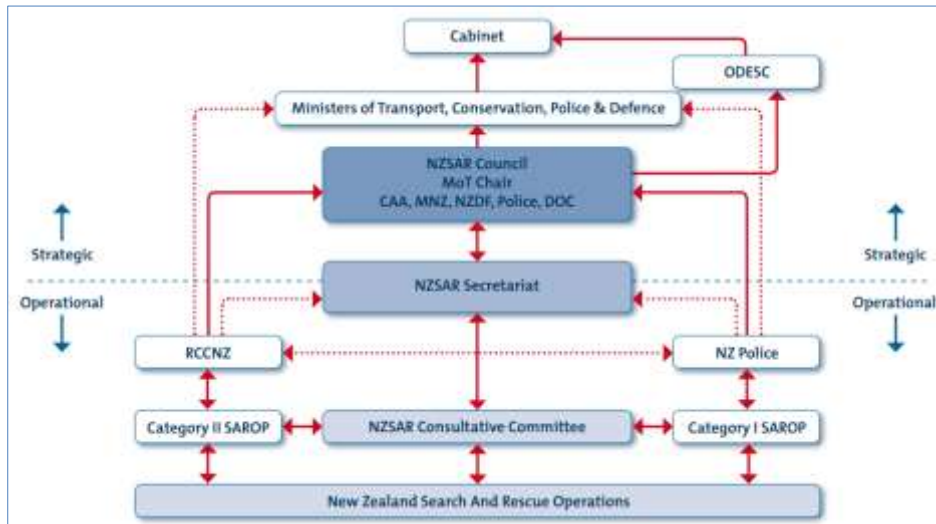 Cabinet
ODESC
Ministers of Transport, Conservation, Police & Defence
NZSAR Council
MoT Chair
CAA, MNZ, NZDF, Police, DOC
Strategic
Strategic
NZSAR Secretariat
Operational
Operational
RCCNZ
NZ Police
Category II SAROP
NZSAR Consultative Committee
Category I SAROP
New Zealand Search And Rescue Operations